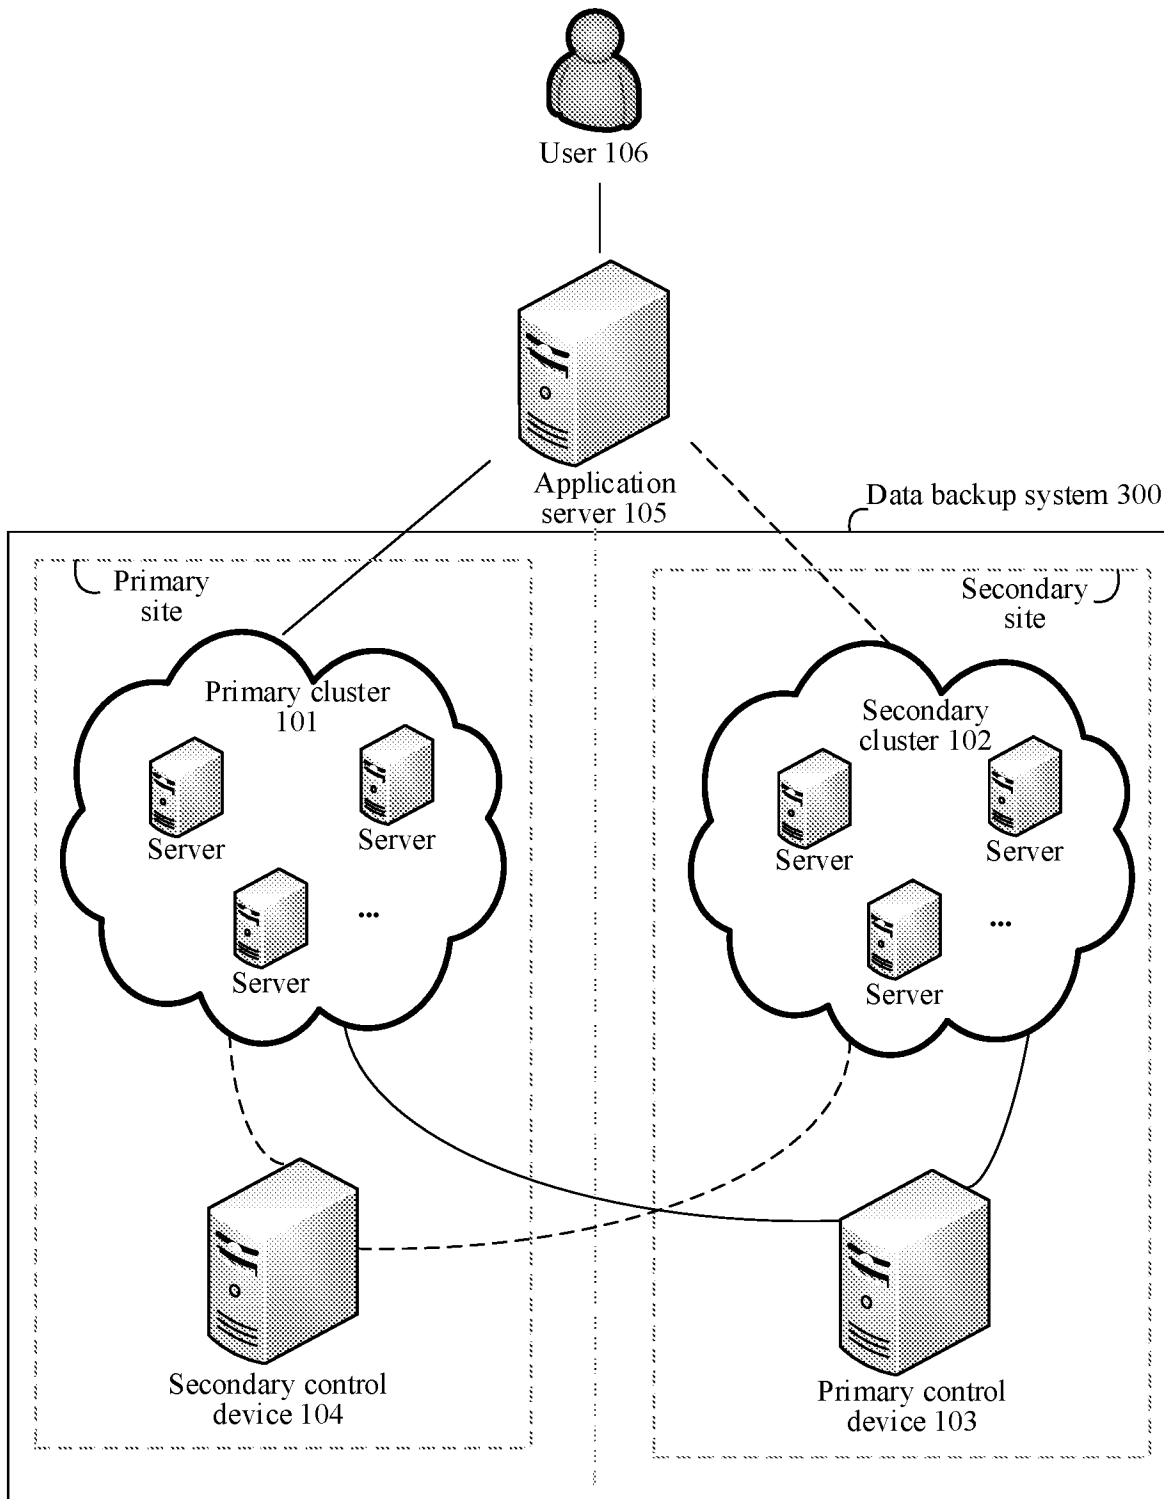 User 106
Application
server 105
Data backup system 300
Primary
site
Secondary
site
Primary cluster
101
Secondary
cluster 102
Server
Server
Server
...
Server
Server
Server
...
Secondary control
device 104
Primary control
device 103